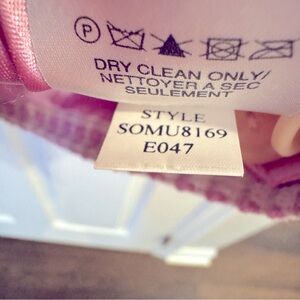 P
DRY CLEAN ONLY/
NETTOYER A SEC
SEULEMENT
STYLE
SOMU8169
E047